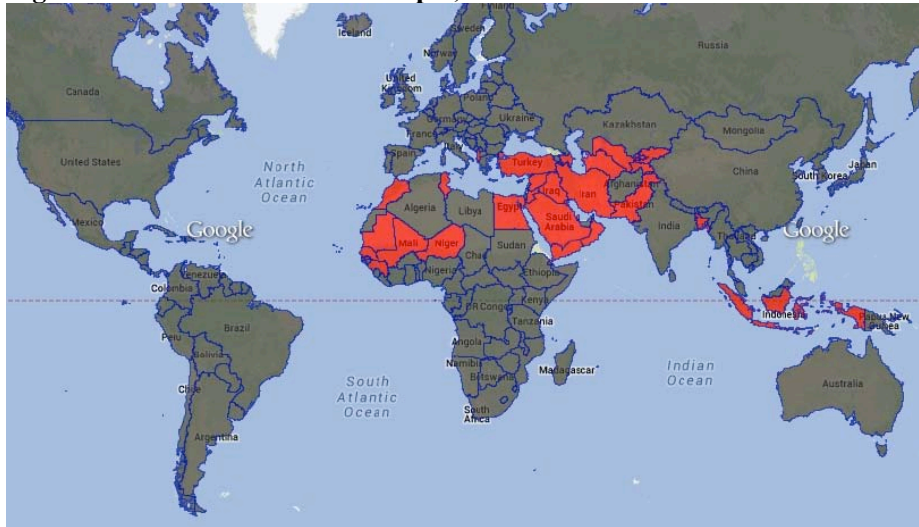 Iceland
Sweden
Finland
Norway
Russia
Canada
United
Kingdom
Poland
Germany
Ukraine
Kazakhstan
Mongolia
France
Italy
Spain
Turkey
United States
North
Atlantic
Ocean
China
South Korea
Japan
Iraq
Iran
Afghanistan
Pakistan
Algeria
Libya
Egypt
Saudi
Arabia
India
Mexico
Google
Google
Thailand
Mali
Niger
Chad
Sudan
Nigeria
Ethiopia
Venezuela
Colombia
DR Congo
Kenya
Indonesia
Papua New
Guinea
Tanzania
Brazil
Peru
Bolivia
Angola
Namibia
Botswana
Madagascar
Indian
Ocean
South
Atlantic
Ocean
Chile
South
Africa
Australia
Argentina